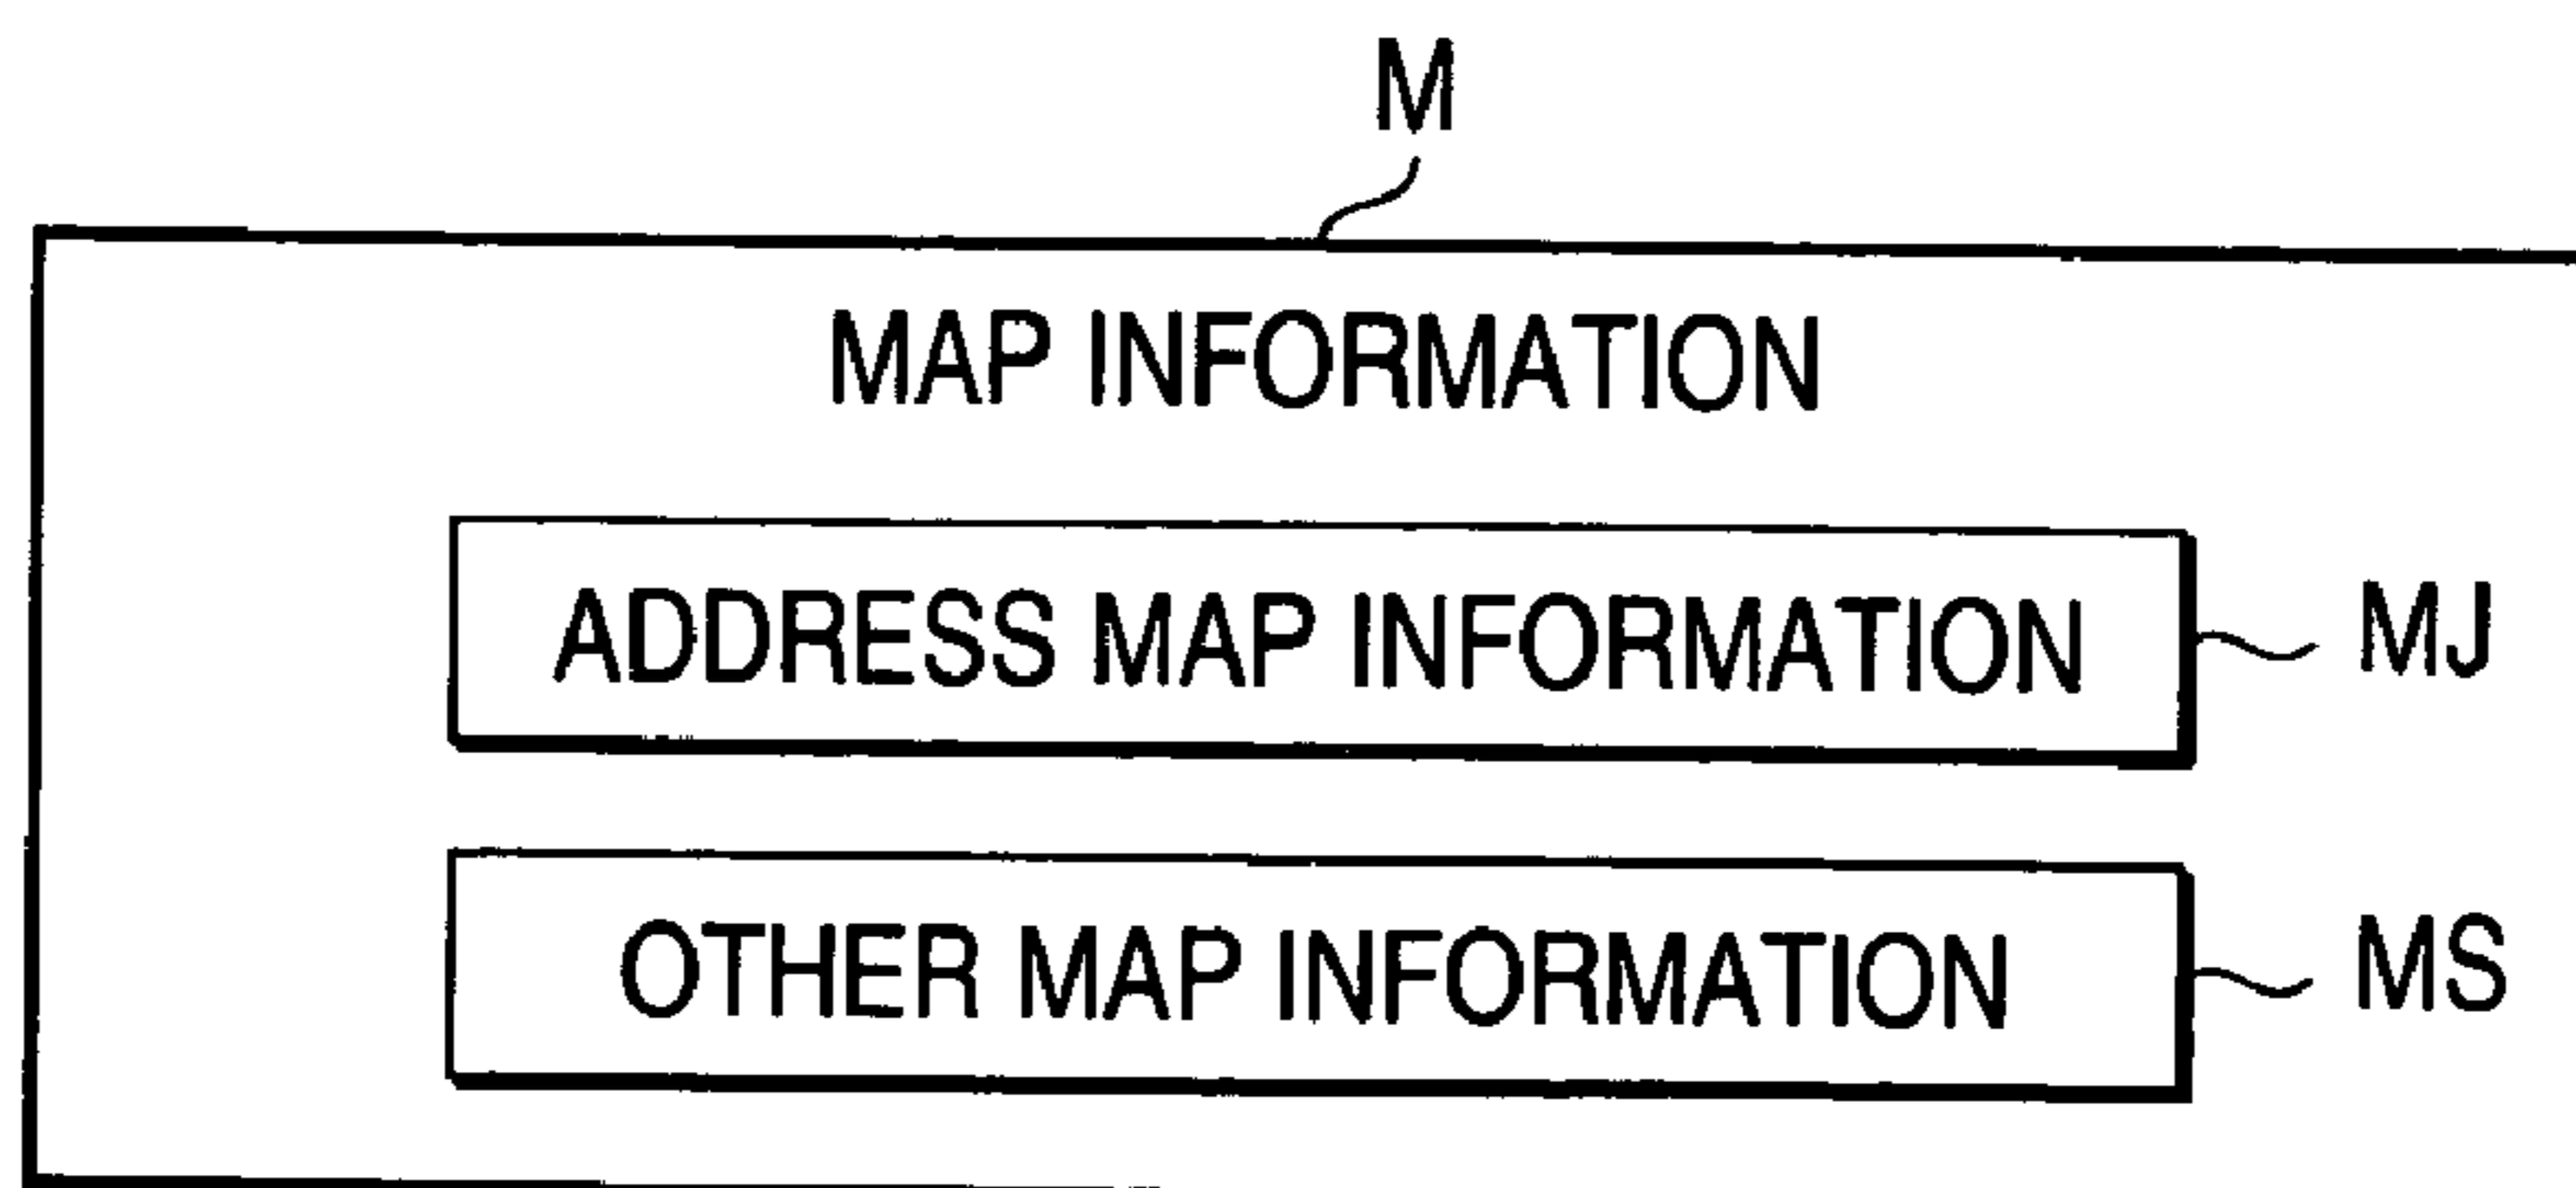 M
MAP INFORMATION
ADDRESS MAP INFORMATION
MJ
OTHER MAP INFORMATION
MS